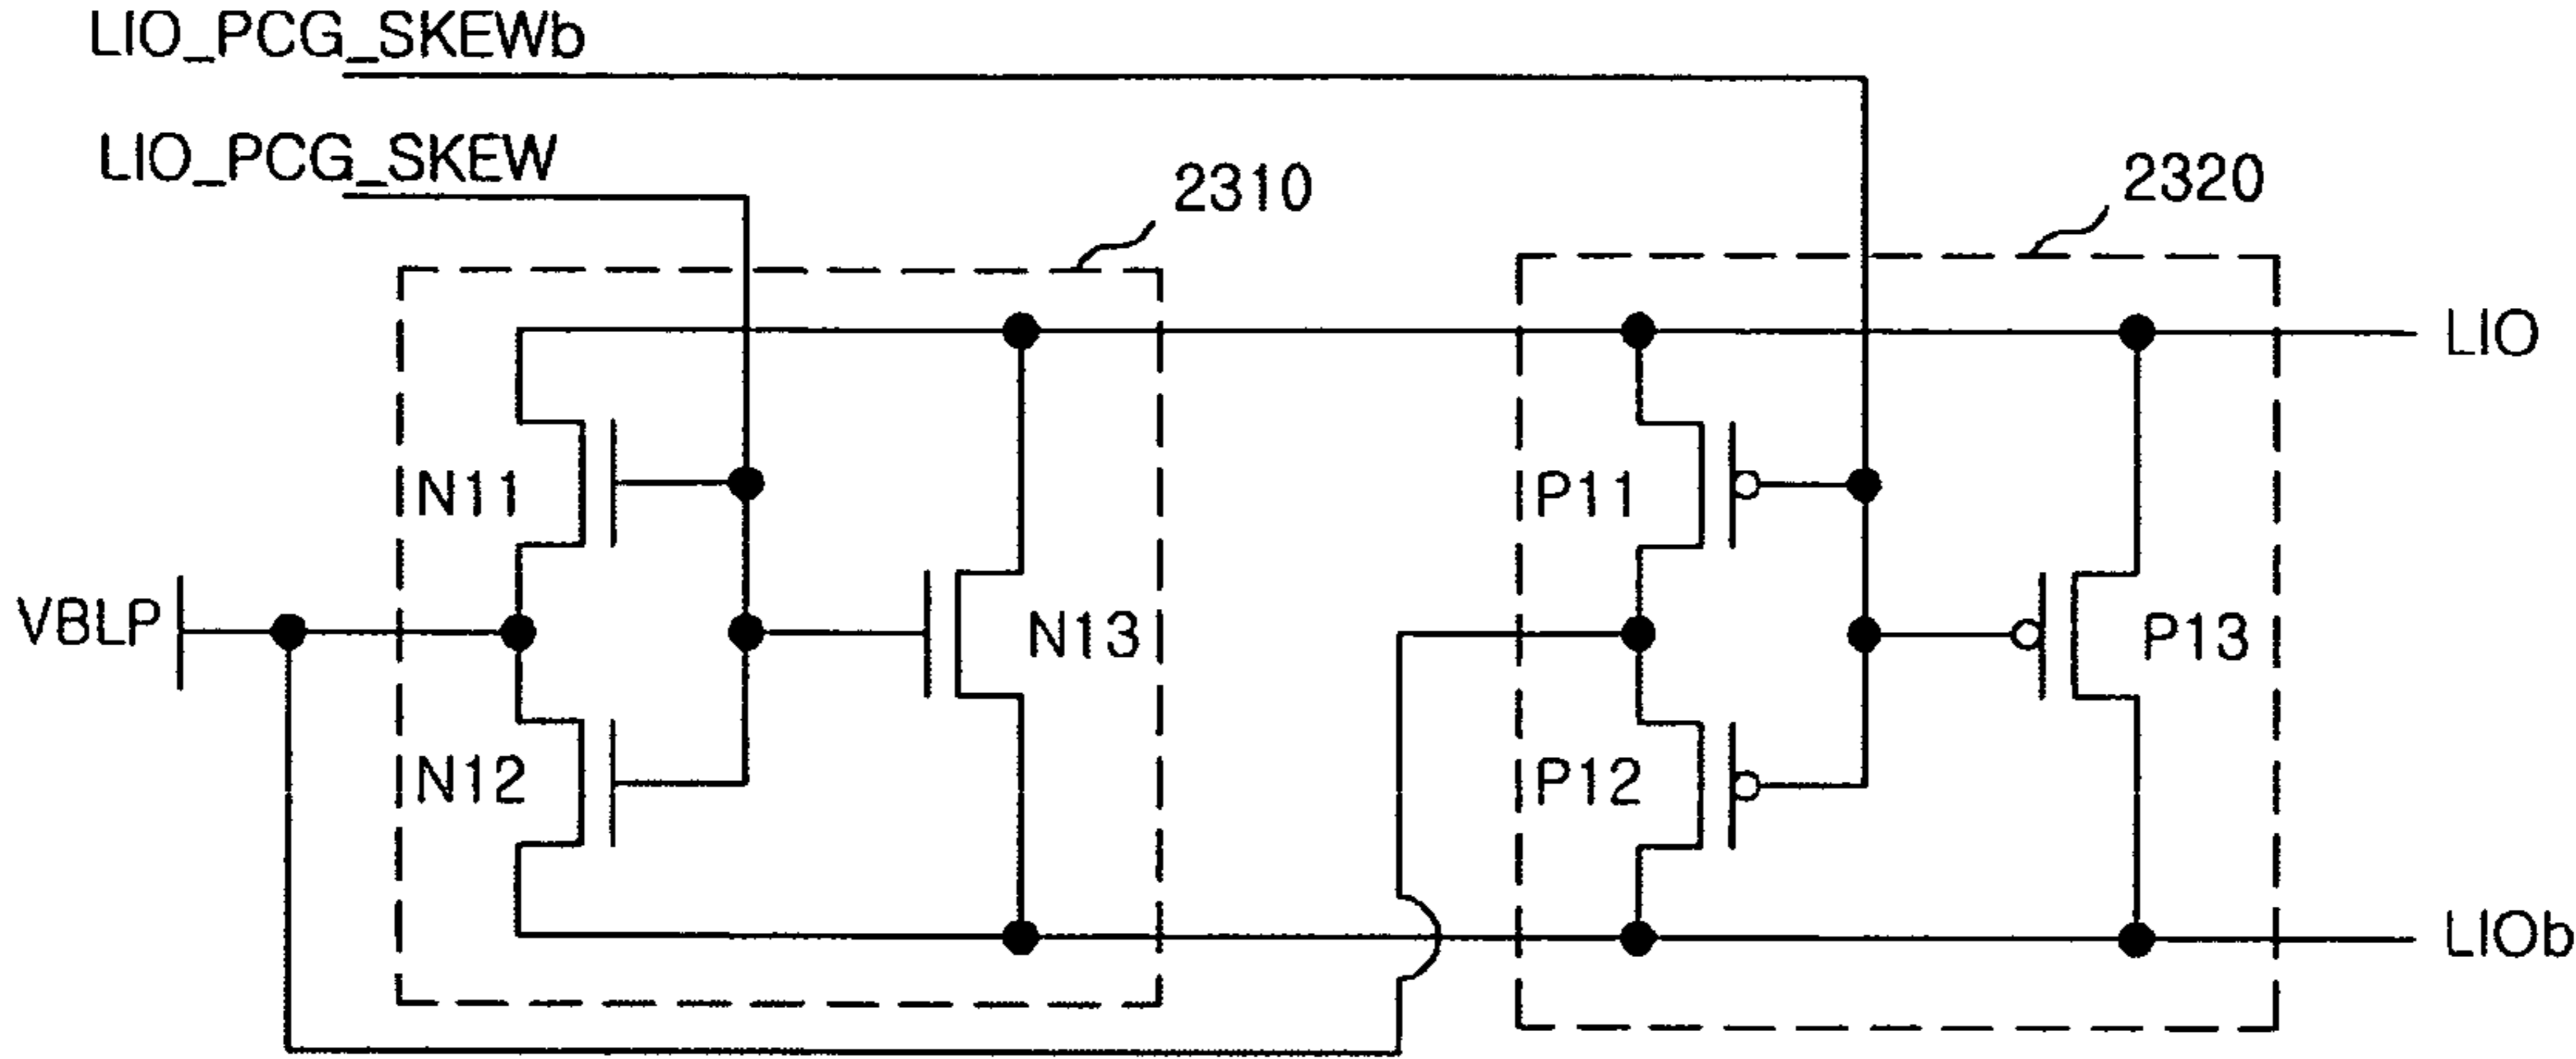 LIO_PCG_SKEWb
LIO_PCG_SKEW
2310
2320
LIO
N11
P11
VBLP
N13
P13
N12
P12
LIOb